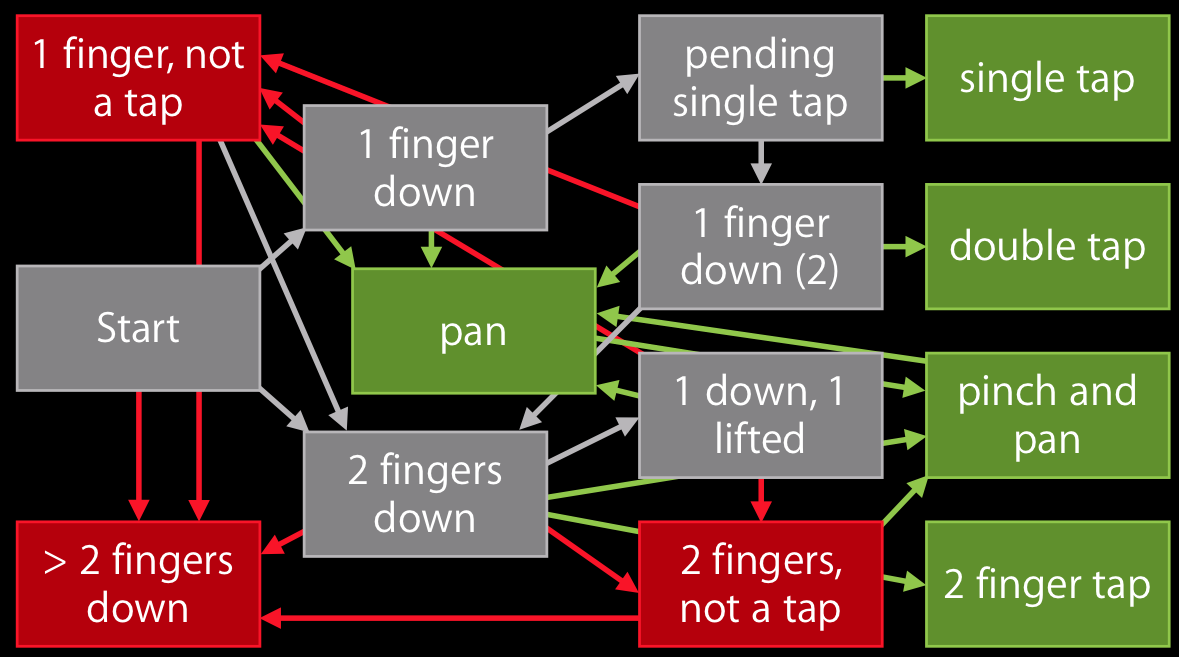 1 finger, not
a tap
pending
single tap
single tap
1 finger
down
1 finger
down (2)
double tap
Start
pan
1 down, 1
lifted
pinch and
pan
2 fingers
down
> 2 fingers
down
2 fingers,
not a tap
2 finger tap